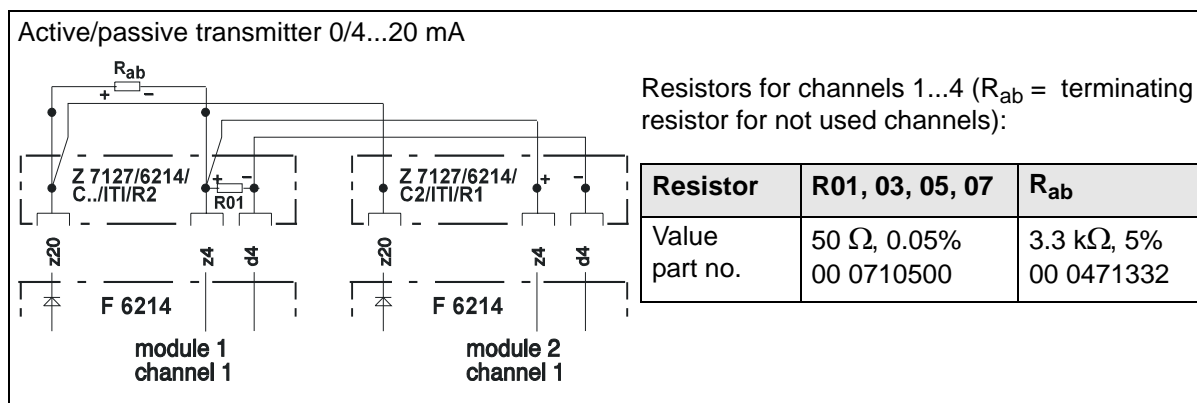 Active/passive transmitter 0/4...20 mA
Rab
+ −
Z 7127/6214/
C../ITI/R2
+ −
R01
Z 7127/6214/
C2/ITI/R1
+ −
z20
z4
d4
z20
z4
d4
F 6214
F 6214
module 1
channel 1
module 2
channel 1
Resistors for channels 1...4 (Rab = terminating
resistor for not used channels):
Resistor R01, 03, 05, 07 Rab
Value 50 Ω, 0.05% 3.3 kΩ, 5%
part no. 00 0710500 00 0471332